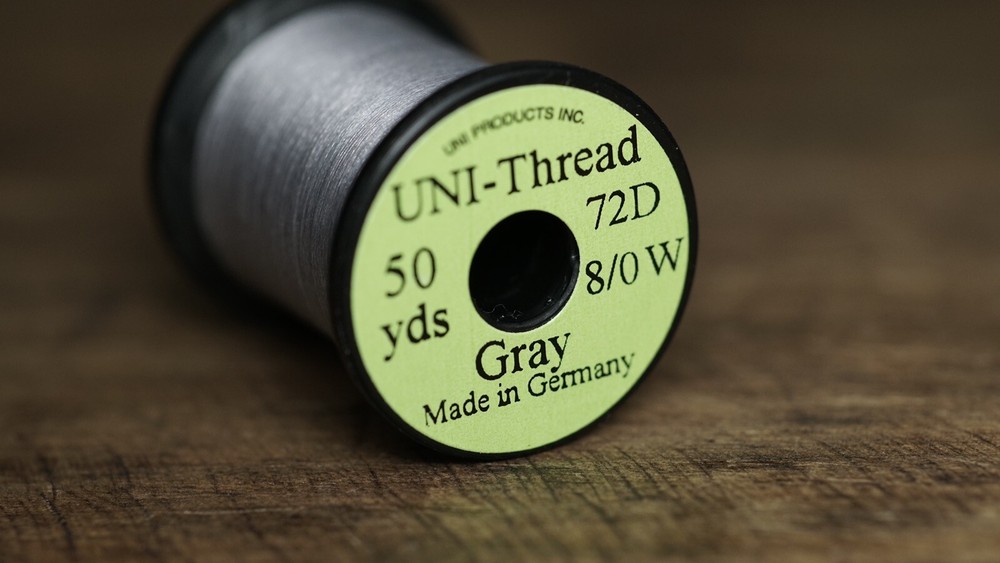 UNI PRODUCTS INC.
UNI-Thread
50
yds
72D
8/0 W
Gray
Made in Germany